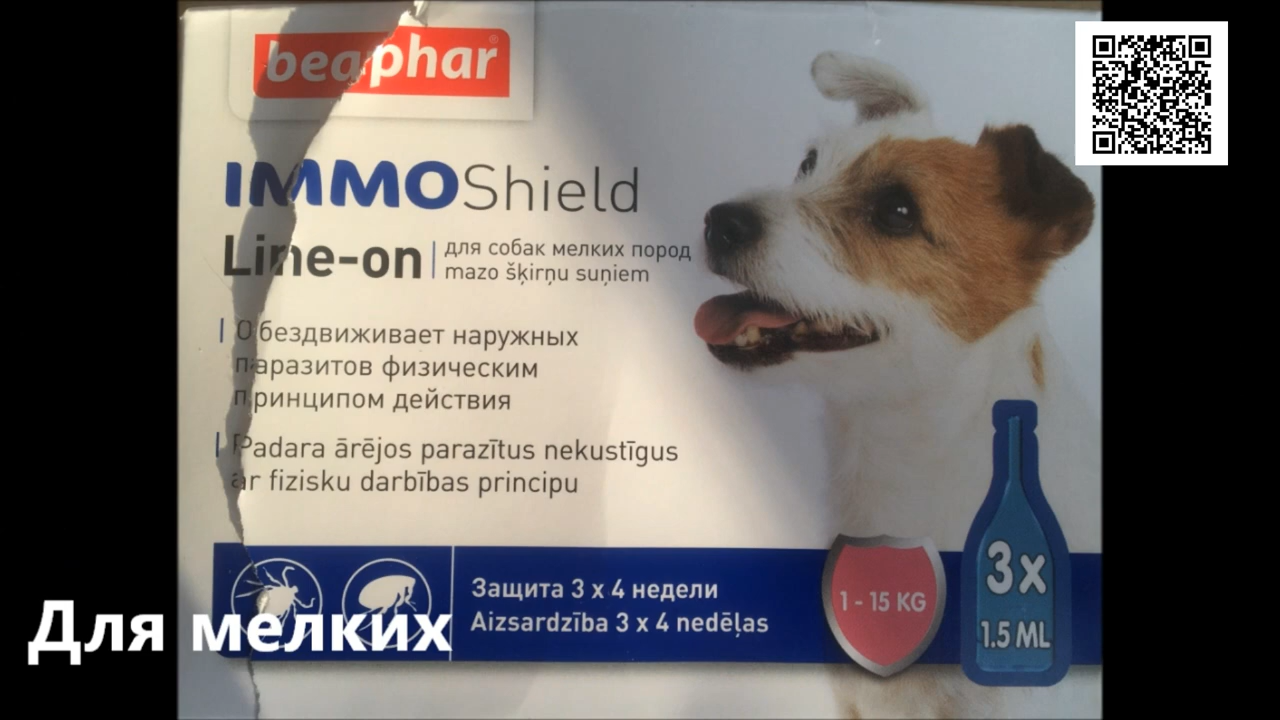 beaphar®
IMMOShield
Line-on
для собак мелких пород
mazo šķirņu suņiem
Обездвиживает наружных
паразитов физическим
принципом действия
Padara ārējos parazītus nekustīgus
ar fizisku darbības principu
Защита 3 x 4 недели
Aizsardzība 3 x 4 nedēļas
1 - 15 KG
3x
1.5 ML
Для мелких